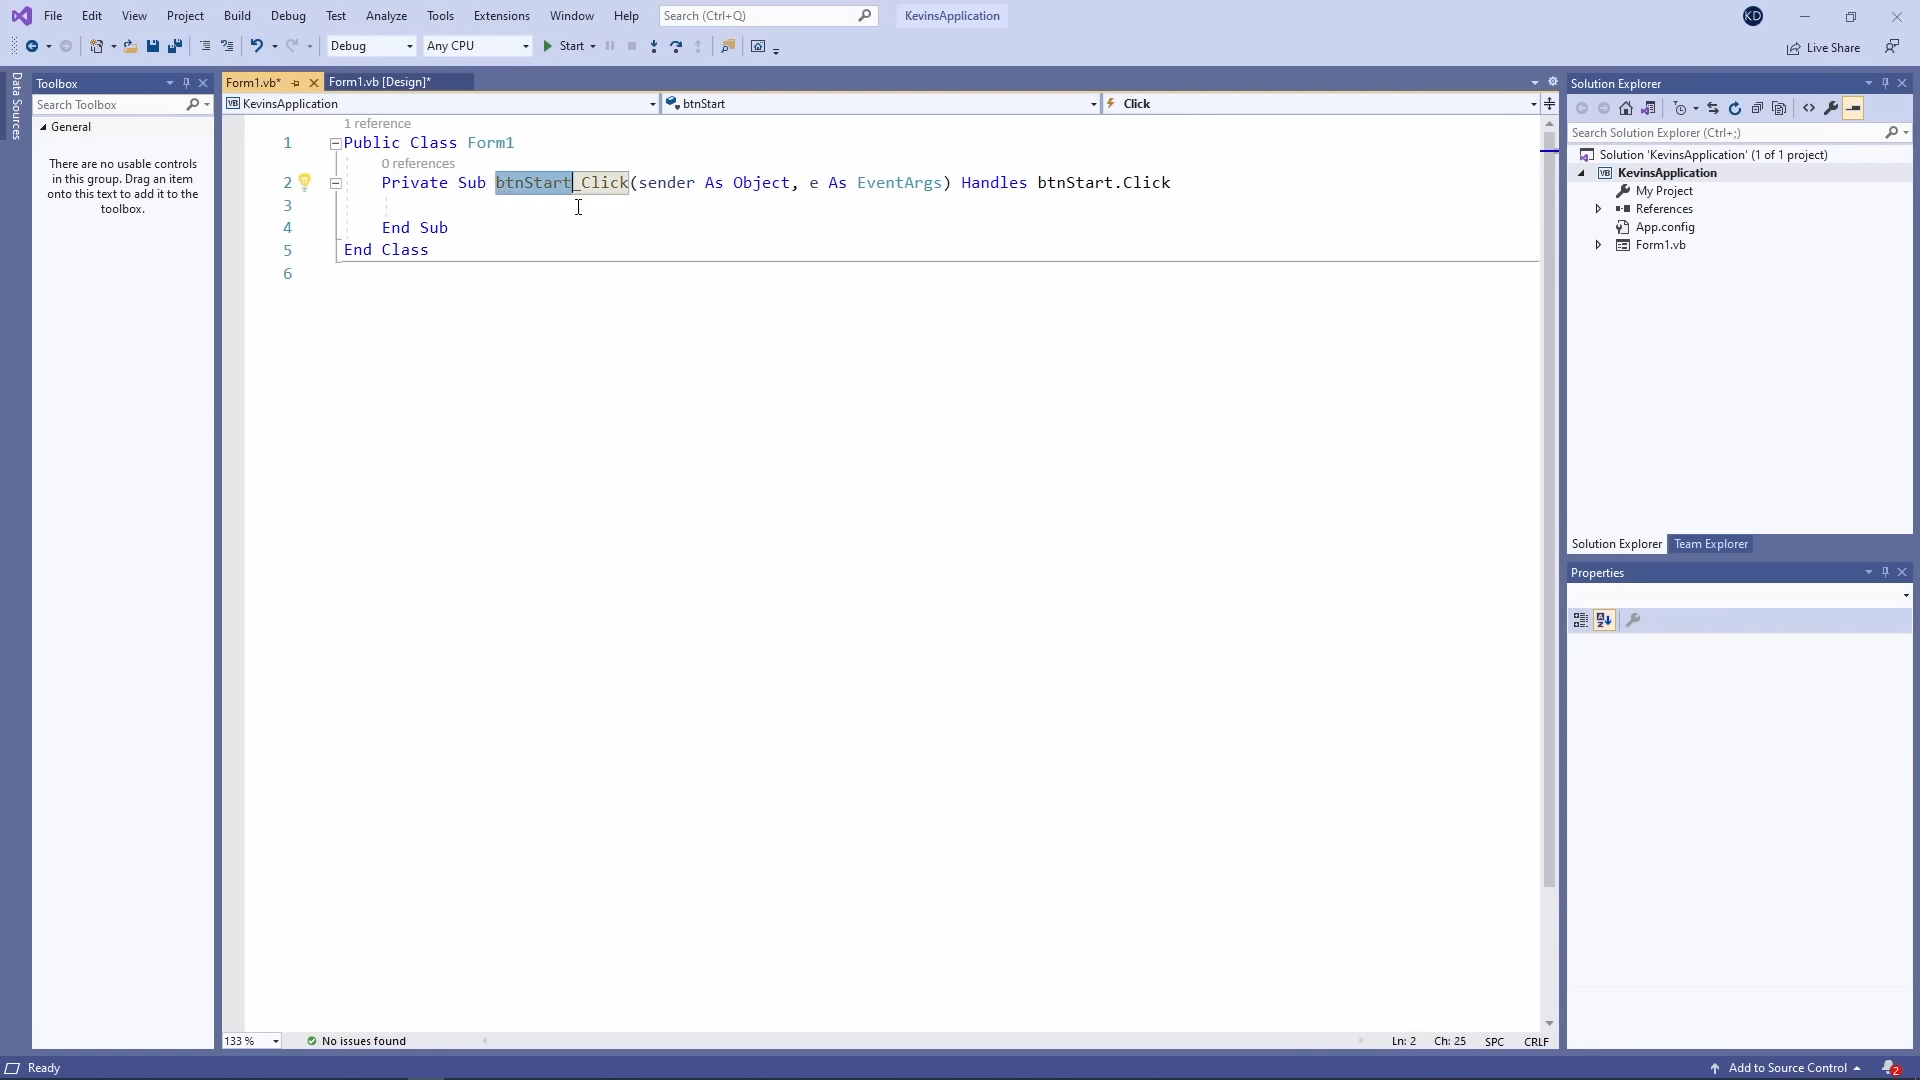 File Edit View Project Build Debug Test Analyze Tools Extensions Window Help Search (Ctrl+Q) KevinsApplication KD
Debug Any CPU Start Live Share
Data Sources
Toolbox
Search Toolbox
General
There are no usable controls
in this group. Drag an item
onto this text to add it to the
toolbox.
Form1.vb* Form1.vb [Design]*
VB KevinsApplication btnStart Click
1 reference
1 Public Class Form1
0 references
2 Private Sub btnStart_Click(sender As Object, e As EventArgs) Handles btnStart.Click
3
4 End Sub
5 End Class
6
133 % No issues found Ln: 2 Ch: 25 SPC CRLF
Solution Explorer
Search Solution Explorer (Ctrl+;)
Solution 'KevinsApplication' (1 of 1 project)
VB KevinsApplication
My Project
References
App.config
Form1.vb
Solution Explorer Team Explorer
Properties
Ready Add to Source Control 2